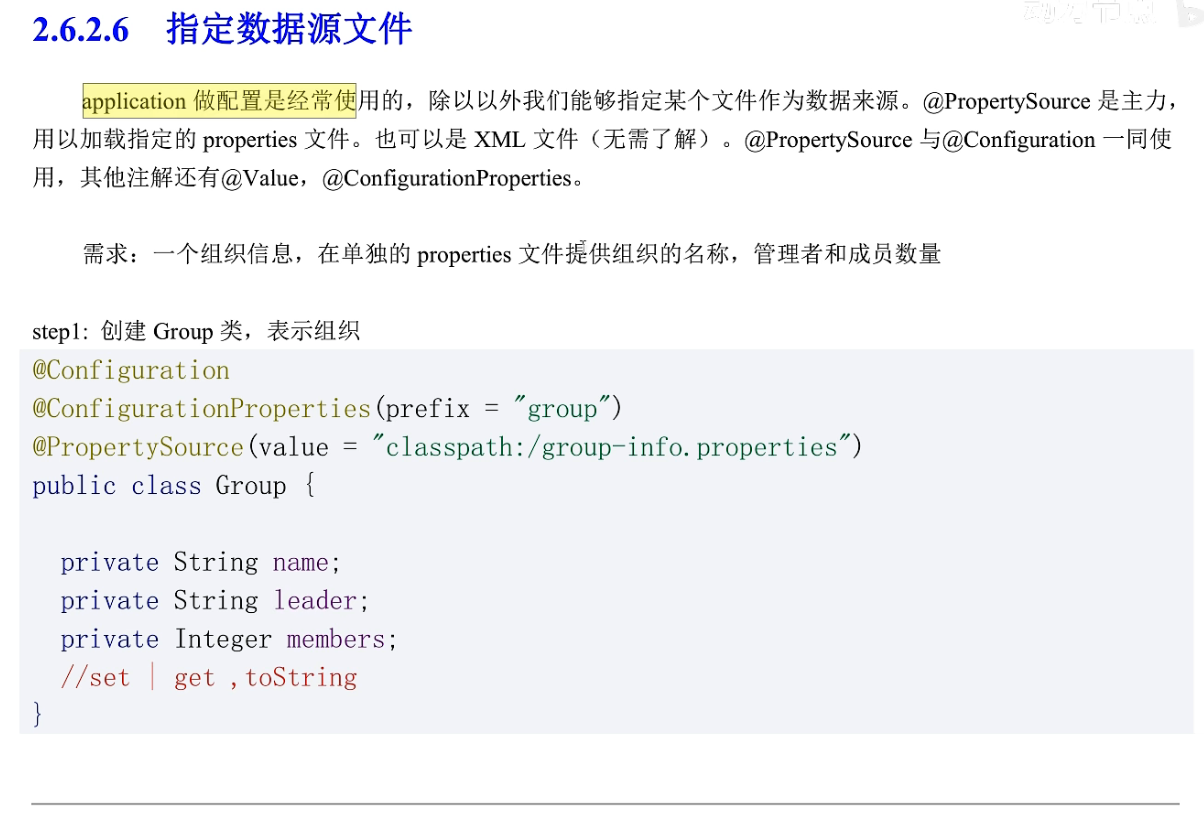 2.6.2.6 指定数据源文件
application 做配置是经常使用的，除以以外我们能够指定某个文件作为数据来源。@PropertySource 是主力，
用以加载指定的 properties 文件。也可以是 XML 文件（无需了解）。@PropertySource 与@Configuration 一同使
用，其他注解还有@Value，@ConfigurationProperties。
需求：一个组织信息，在单独的 properties 文件提供组织的名称，管理者和成员数量
step1: 创建 Group 类，表示组织
@Configuration
@ConfigurationProperties(prefix = "group")
@PropertySource(value = "classpath:/group-info.properties")
public class Group {
private String name;
private String leader;
private Integer members;
//set | get ,toString
}